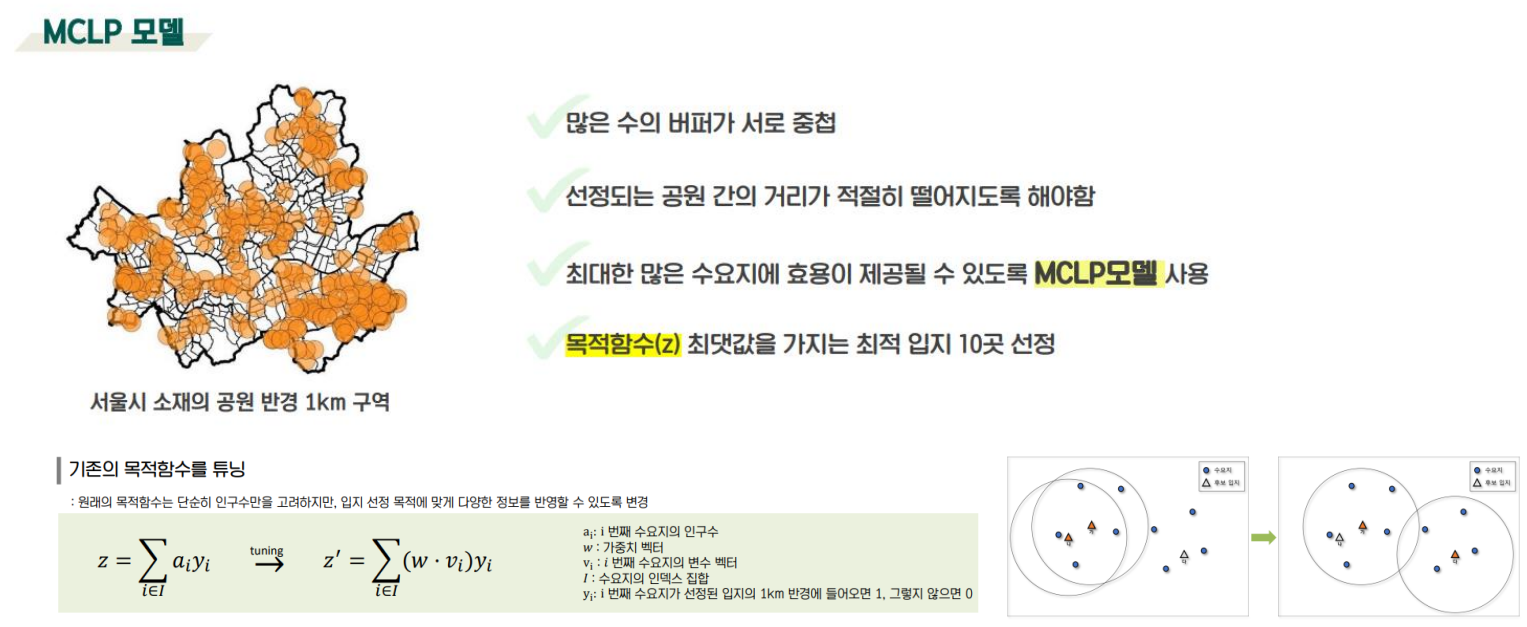 MCLP 모델
많은 수의 버퍼가 서로 중첩
선정되는 공원 간의 거리가 적절히 떨어지도록 해야함
최대한 많은 수요지에 효용이 제공될 수 있도록 MCLP모델 사용
목적함수(z) 최댓값을 가지는 최적 입지 10곳 선정
서울시 소재의 공원 반경 1km 구역
기존의 목적함수를 튜닝
: 원래의 목적함수는 단순히 인구수만을 고려하지만, 입지 선정 목적에 맞게 다양한 정보를 반영할 수 있도록 변경
z = ∑_{i∈I} a_i y_i tuning → z′ = ∑_{i∈I} (w · v_i) y_i
a_i: i 번째 수요지의 인구수
w : 가중치 벡터
v_i : i 번째 수요지의 변수 벡터
I : 수요지의 인덱스 집합
y_i: i 번째 수요지가 선정된 입지의 1km 반경에 들어오면 1, 그렇지 않으면 0
수요지
후보 입지
수요지
후보 입지